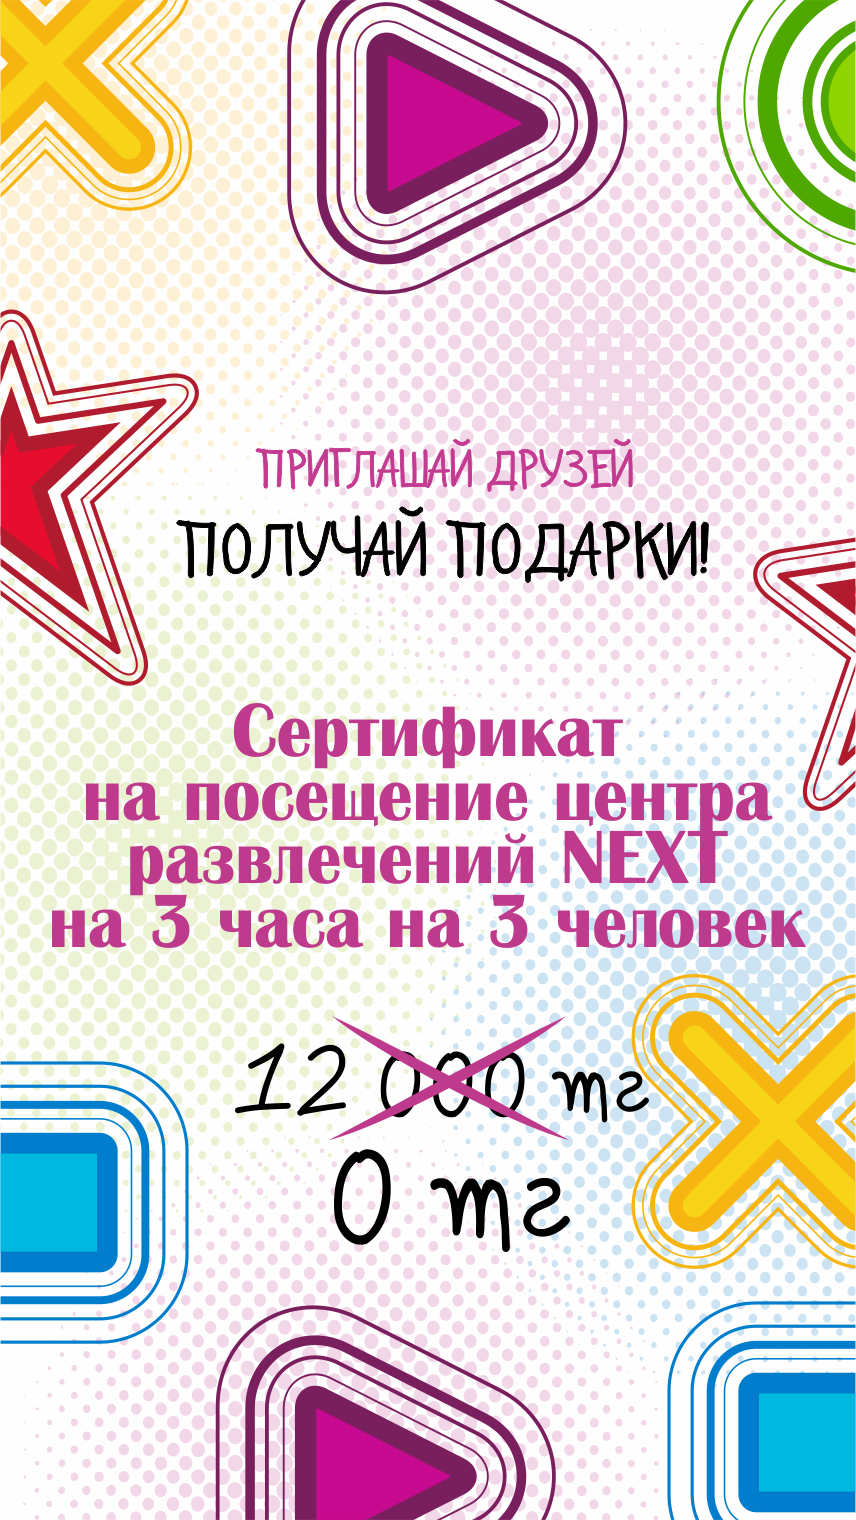 ПРИГЛАШАЙ ДРУЗЕЙ
ПОЛУЧАЙ ПОДАРКИ!
Сертификат
на посещение центра
развлечений NEXT
на 3 часа на 3 человек
12 000 тг
0 тг